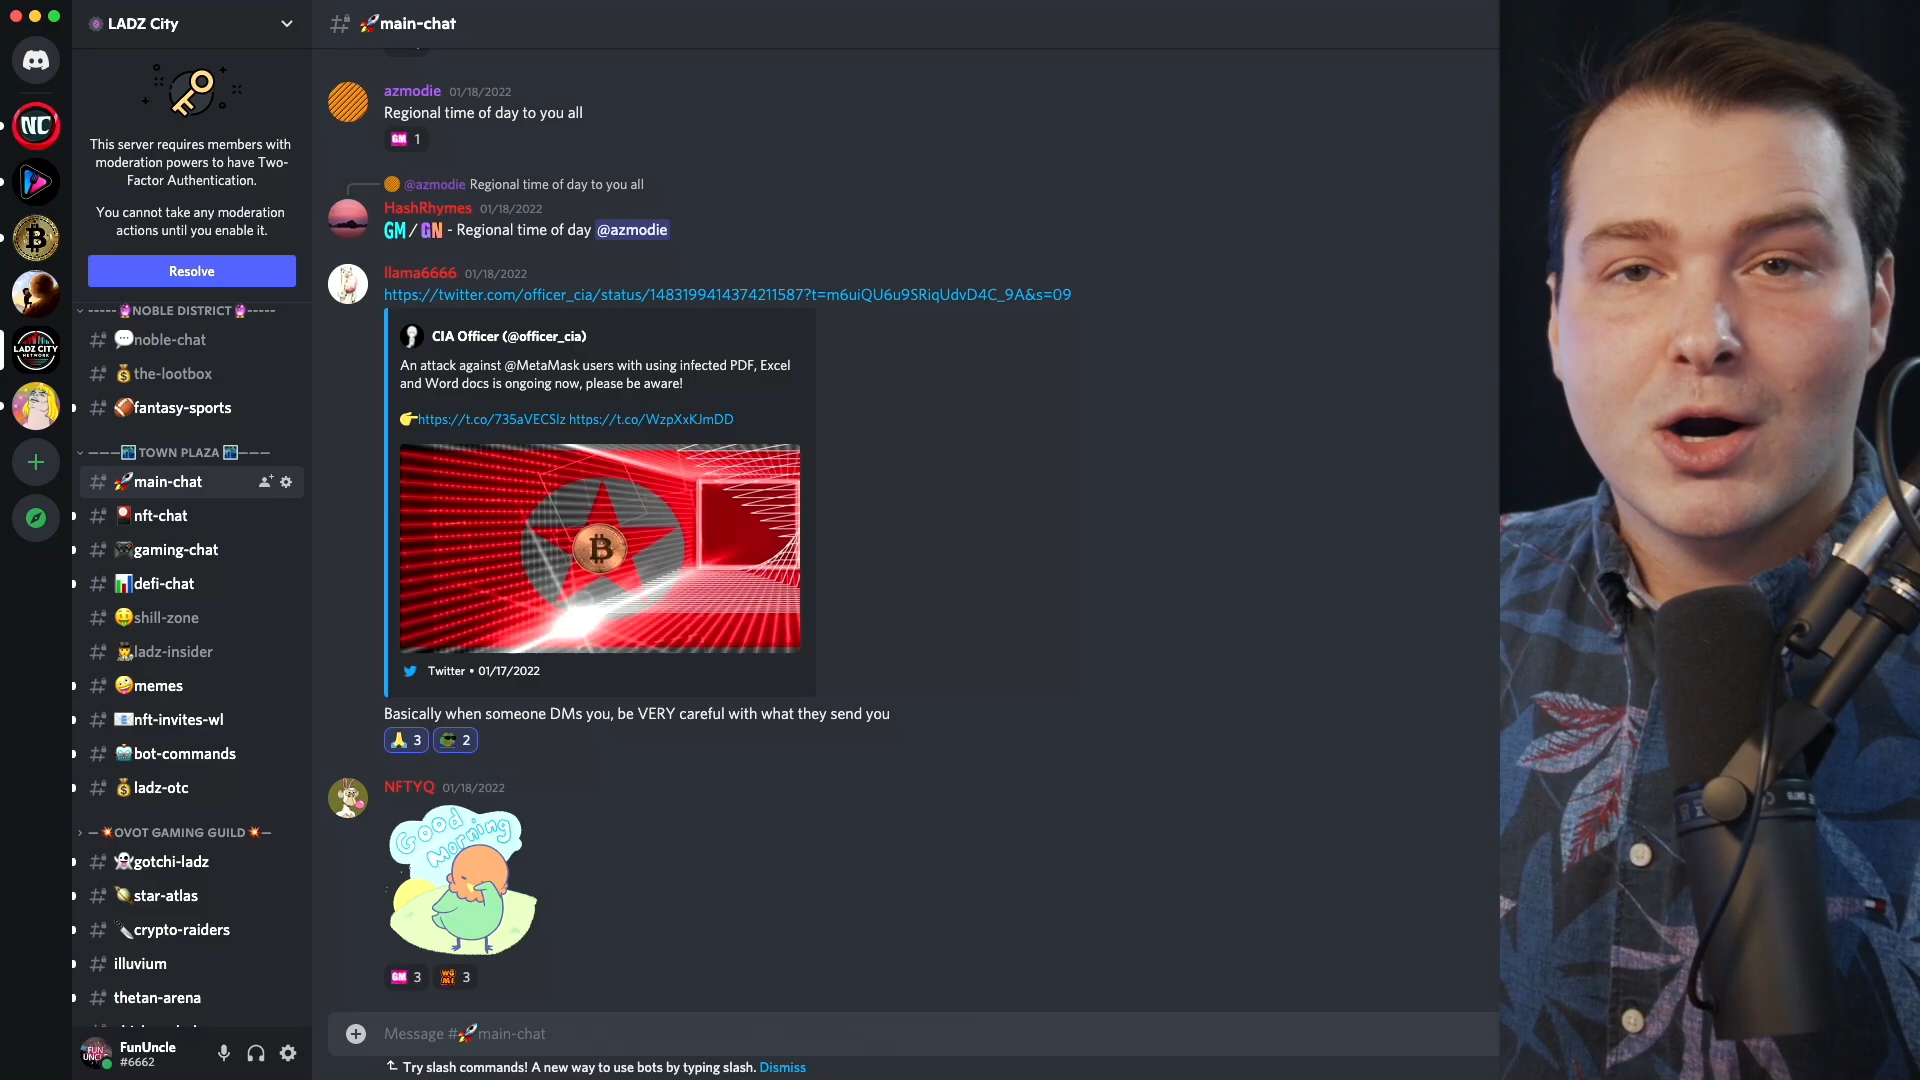 LADZ City
This server requires members with
moderation powers to have Two-
Factor Authentication.
You cannot take any moderation
actions until you enable it.
Resolve
-----🔮NOBLE DISTRICT🔮-----
💬noble-chat
💰the-lootbox
🏈fantasy-sports
———🌃 TOWN PLAZA 🌃———
🚀main-chat
🎴nft-chat
🎮gaming-chat
📊defi-chat
🤑shill-zone
ladz-insider
🤪memes
📧nft-invites-wl
🤖bot-commands
💰ladz-otc
—💥OVOT GAMING GUILD💥—
👻gotchi-ladz
🪐star-atlas
🔪crypto-raiders
illuvium
thetan-arena
FunUncle
#6662
NC
LADZ CITY
NETWORK
🚀main-chat
azmodie 01/18/2022
Regional time of day to you all
GM 1
@azmodie Regional time of day to you all
HashRhymes 01/18/2022
GM / GN - Regional time of day @azmodie
llama6666 01/18/2022
https://twitter.com/officer_cia/status/1483199414374211587?t=m6uiQU6u9SRiqUdvD4C_9A&s=09
CIA Officer (@officer_cia)
An attack against @MetaMask users with using infected PDF, Excel
and Word docs is ongoing now, please be aware!
👉https://t.co/735aVECSlz https://t.co/WzpXxKJmDD
Twitter • 01/17/2022
Basically when someone DMs you, be VERY careful with what they send you
🙏 3 2
NFTYQ 01/18/2022
Good
Morning
GM 3 WG MI 3
Message #🚀main-chat
Try slash commands! A new way to use bots by typing slash. Dismiss